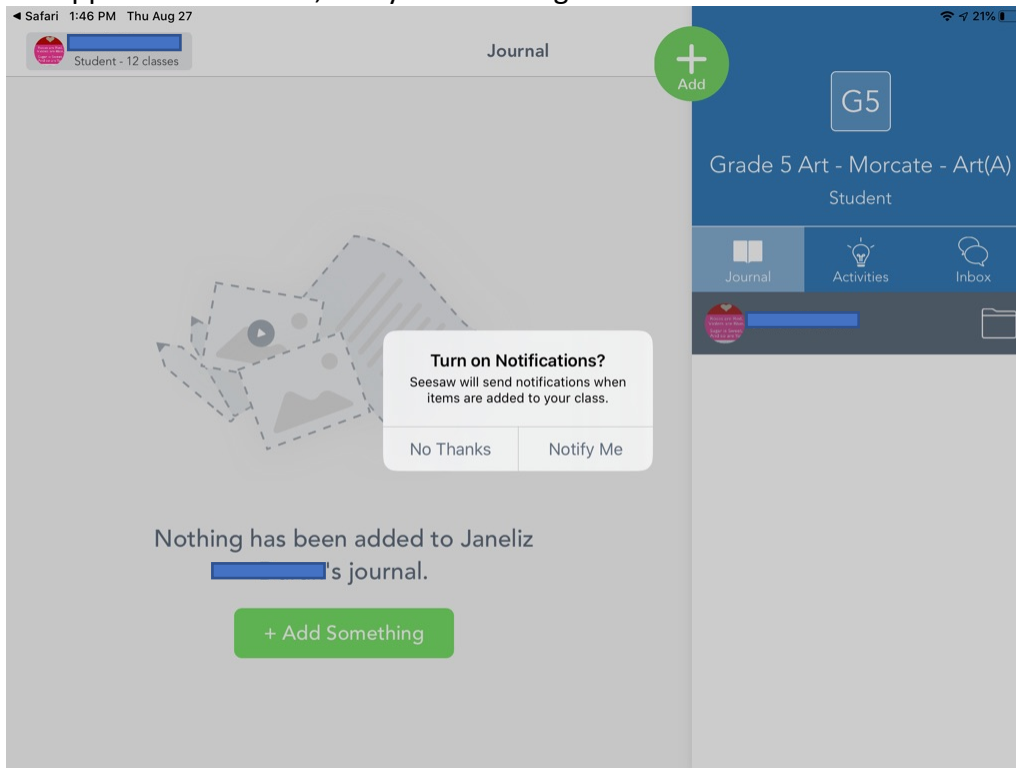 Safari 1:46 PM Thu Aug 27
21%
Student - 12 classes
Journal
Add
G5
Grade 5 Art - Morcate - Art(A)
Student
Journal
Activities
Inbox
Turn on Notifications?
Seesaw will send notifications when
items are added to your class.
No Thanks
Notify Me
Nothing has been added to Janeliz
's journal.
+ Add Something